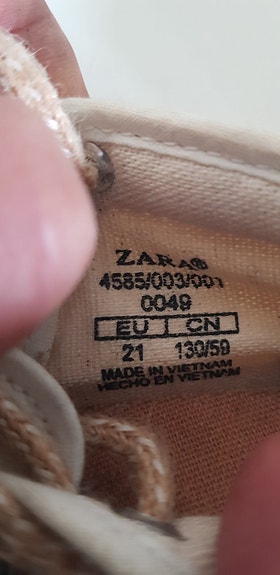 ZARA®
4585/003/001
0049
EU CN
21 130/59
MADE IN VIETNAM
HECHO EN VIETNAM